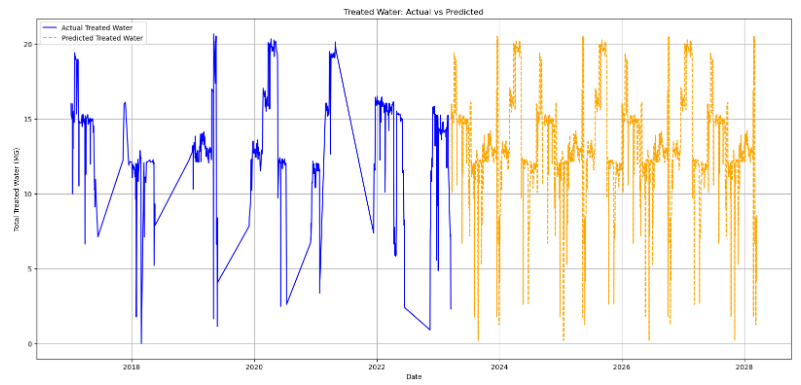 Treated Water: Actual vs Predicted
Actual Treated Water
Predicted Treated Water
20
15
10
5
0
Total Treated Water (MG)
2018
2020
2022
2024
2026
2028
Date